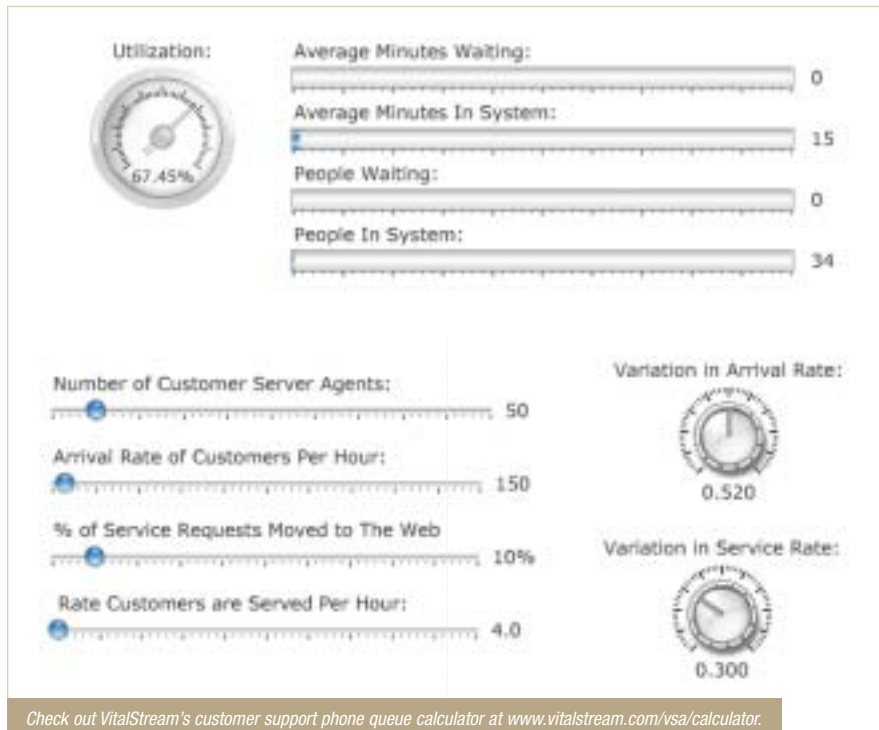 Utilization:
67.45%
Average Minutes Waiting:
0
Average Minutes In System:
15
People Waiting:
0
People In System:
34
Number of Customer Server Agents:
50
Arrival Rate of Customers Per Hour:
150
% of Service Requests Moved to The Web
10%
Rate Customers are Served Per Hour:
4.0
Variation in Arrival Rate:
0.520
Variation in Service Rate:
0.300
Check out VitalStream's customer support phone queue calculator at www.vitalstream.com/vsa/calculator.